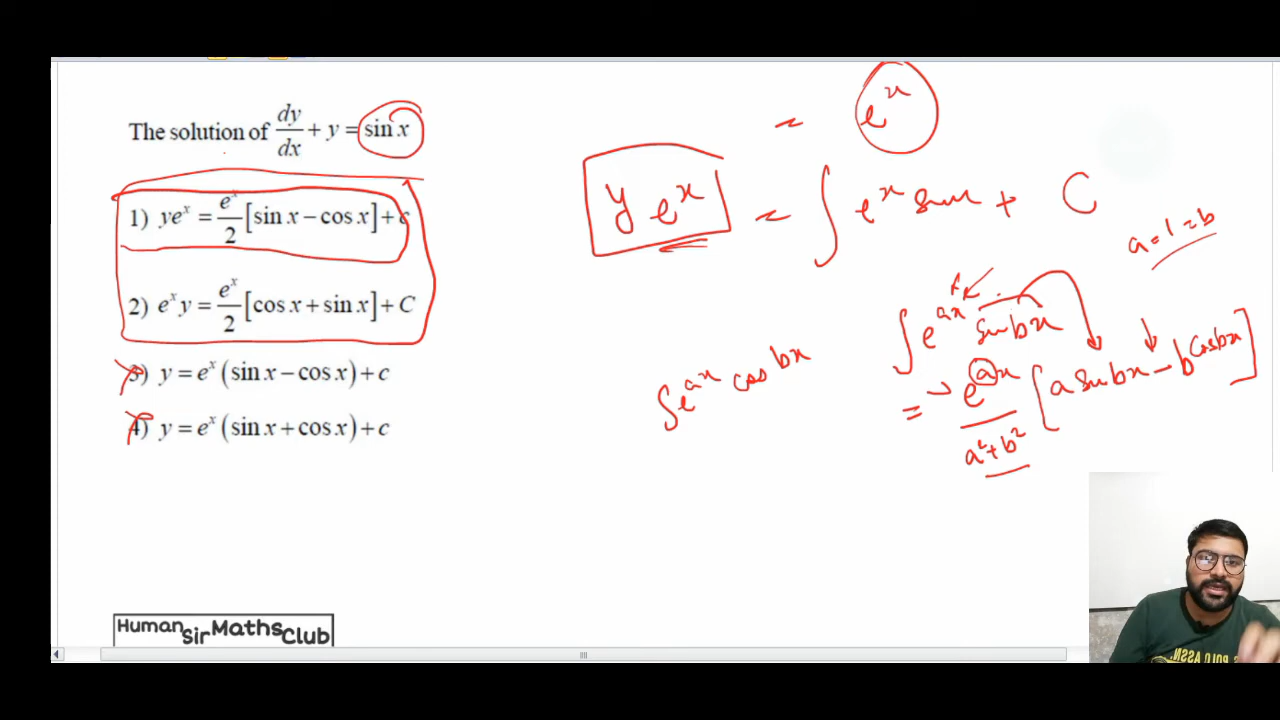 The solution of dy/dx + y = sin x
1) ye^x = e^x/2 [sin x − cos x] + c
2) e^x y = e^x/2 [cos x + sin x] + C
3) y = e^x (sin x − cos x) + c
4) y = e^x (sin x + cos x) + c
= e^x
y e^x = ∫ e^x sin x + C
a = 1 = b
∫ e^ax sin bx
= e^ax/a²+b² [a sin bx − b cos bx]
∫ e^ax cos bx
Human Sir Maths Club
POLO ASSN.